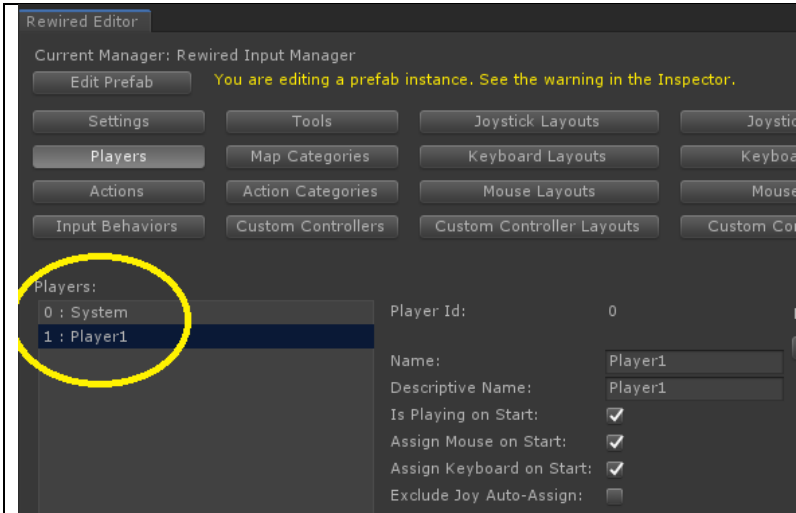 Rewired Editor
Current Manager: Rewired Input Manager
Edit Prefab You are editing a prefab instance. See the warning in the Inspector.
Settings Tools Joystick Layouts
Players Map Categories Keyboard Layouts
Actions Action Categories Mouse Layouts Mouse
Input Behaviors Custom Controllers Custom Controller Layouts Custom
Players:
0 : System
1 : Player1
Player Id: 0
Name: Player1
Descriptive Name: Player1
Is Playing on Start:
Assign Mouse on Start:
Assign Keyboard on Start:
Exclude Joy Auto-Assign: